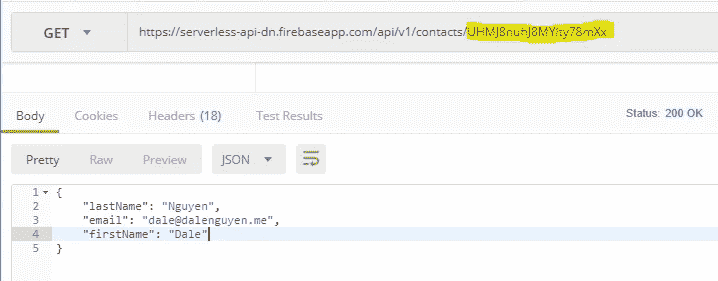 GET https://serverless-api-dn.firebaseapp.com/api/v1/contacts/
Body Cookies Headers (18) Test Results Status: 200 OK
Pretty Raw Preview JSON
1 {
2 "lastName": "Nguyen",
3 "email": "dale@dalenguyen.me",
4 "firstName": "Dale"
5 }